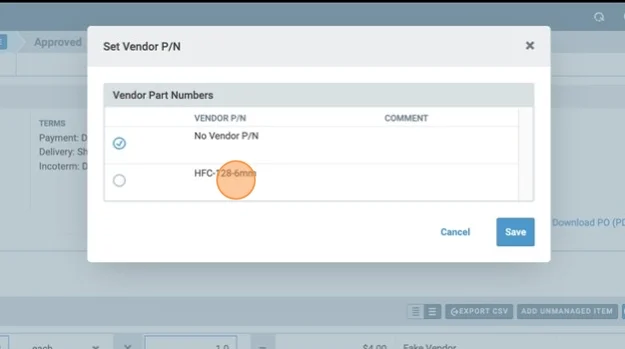 Approved
Set Vendor P/N
Vendor Part Numbers
VENDOR P/N
COMMENT
No Vendor P/N
HFC-128-6mm
Cancel
Save
TERMS
Payment: D
Delivery: Sh
Incoterm: D
Download PO (PD
EXPORT CSV
ADD UNMANAGED ITEM
each
1.0
$4.00
Fake Vendor